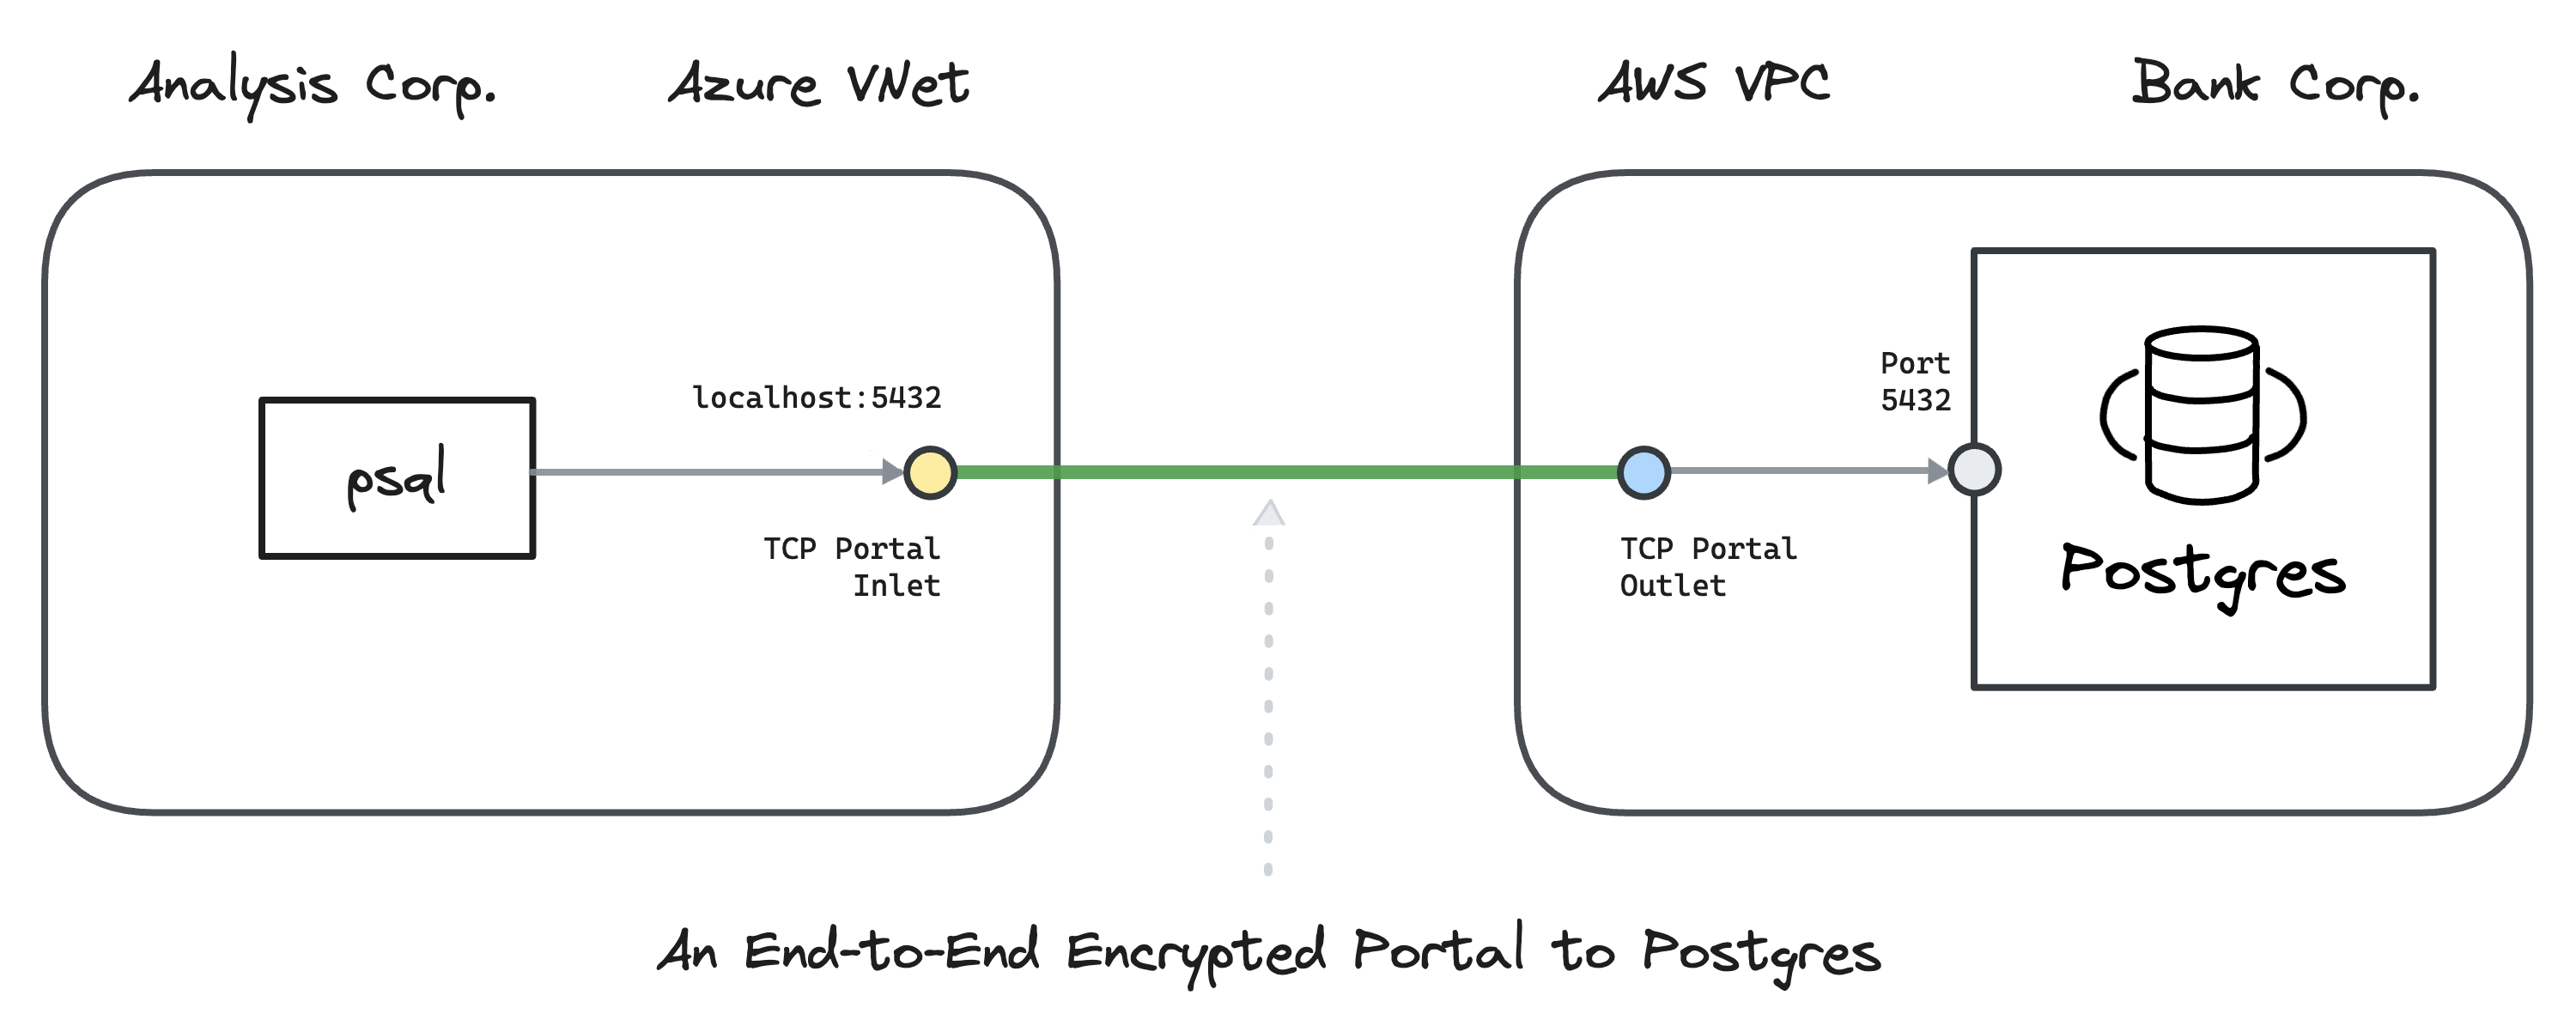 Analysis Corp.
Azure VNet
AWS VPC
Bank Corp.
localhost:5432
psql
TCP Portal
Inlet
Port
5432
TCP Portal
Outlet
Postgres
An End-to-End Encrypted Portal to Postgres